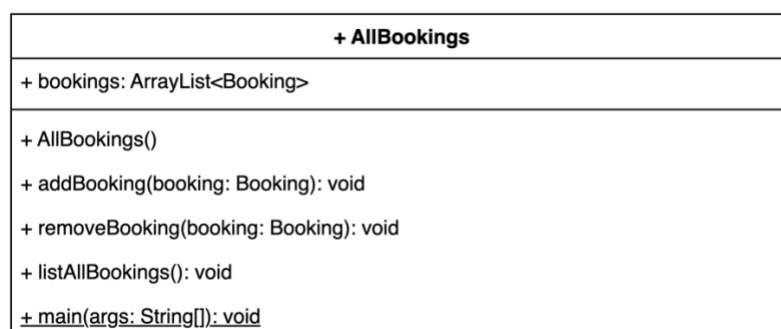 + AllBookings
+ bookings: ArrayList<Booking>
+ AllBookings()
+ addBooking(booking: Booking): void
+ removeBooking(booking: Booking): void
+ listAllBookings(): void
+ main(args: String[]): void